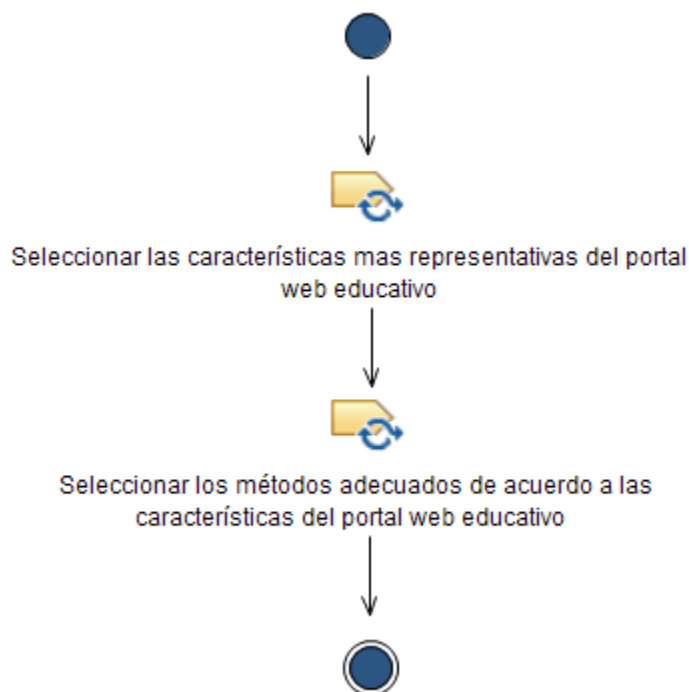 Seleccionar las características mas representativas del portal
web educativo
Seleccionar los métodos adecuados de acuerdo a las
características del portal web educativo